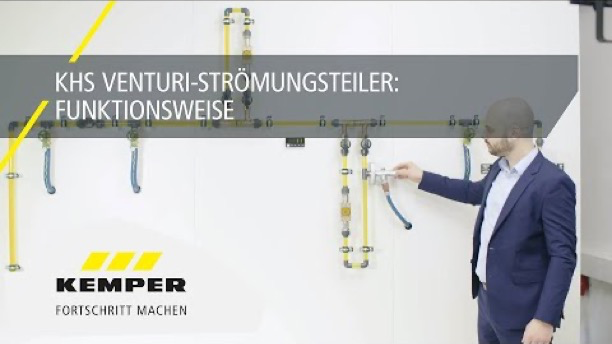 KHS VENTURI-STRÖMUNGSTEILER:
FUNKTIONSWEISE
KEMPER
FORTSCHRITT MACHEN